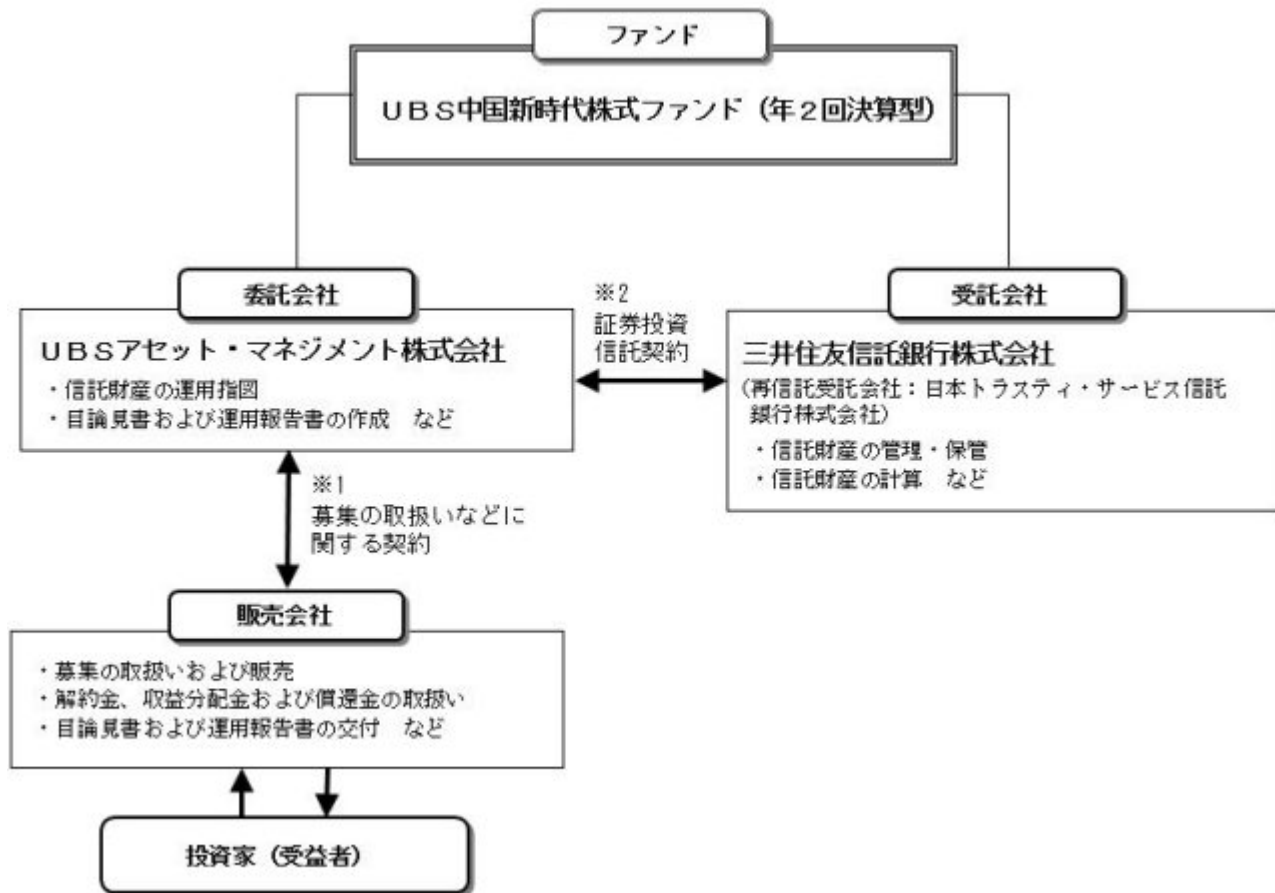 ファンド
ＵＢＳ中国新時代株式ファンド（年２回決算型）
委託会社
ＵＢＳアセット・マネジメント株式会社
・信託財産の運用指図
・目論見書および運用報告書の作成　など
※2
証券投資
信託契約
受託会社
三井住友信託銀行株式会社
(再信託受託会社：日本トラスティ・サービス信託
銀行株式会社)
・信託財産の管理・保管
・信託財産の計算　など
※1
募集の取扱いなどに
関する契約
販売会社
・募集の取扱いおよび販売
・解約金、収益分配金および償還金の取扱い
・目論見書および運用報告書の交付　など
投資家（受益者）